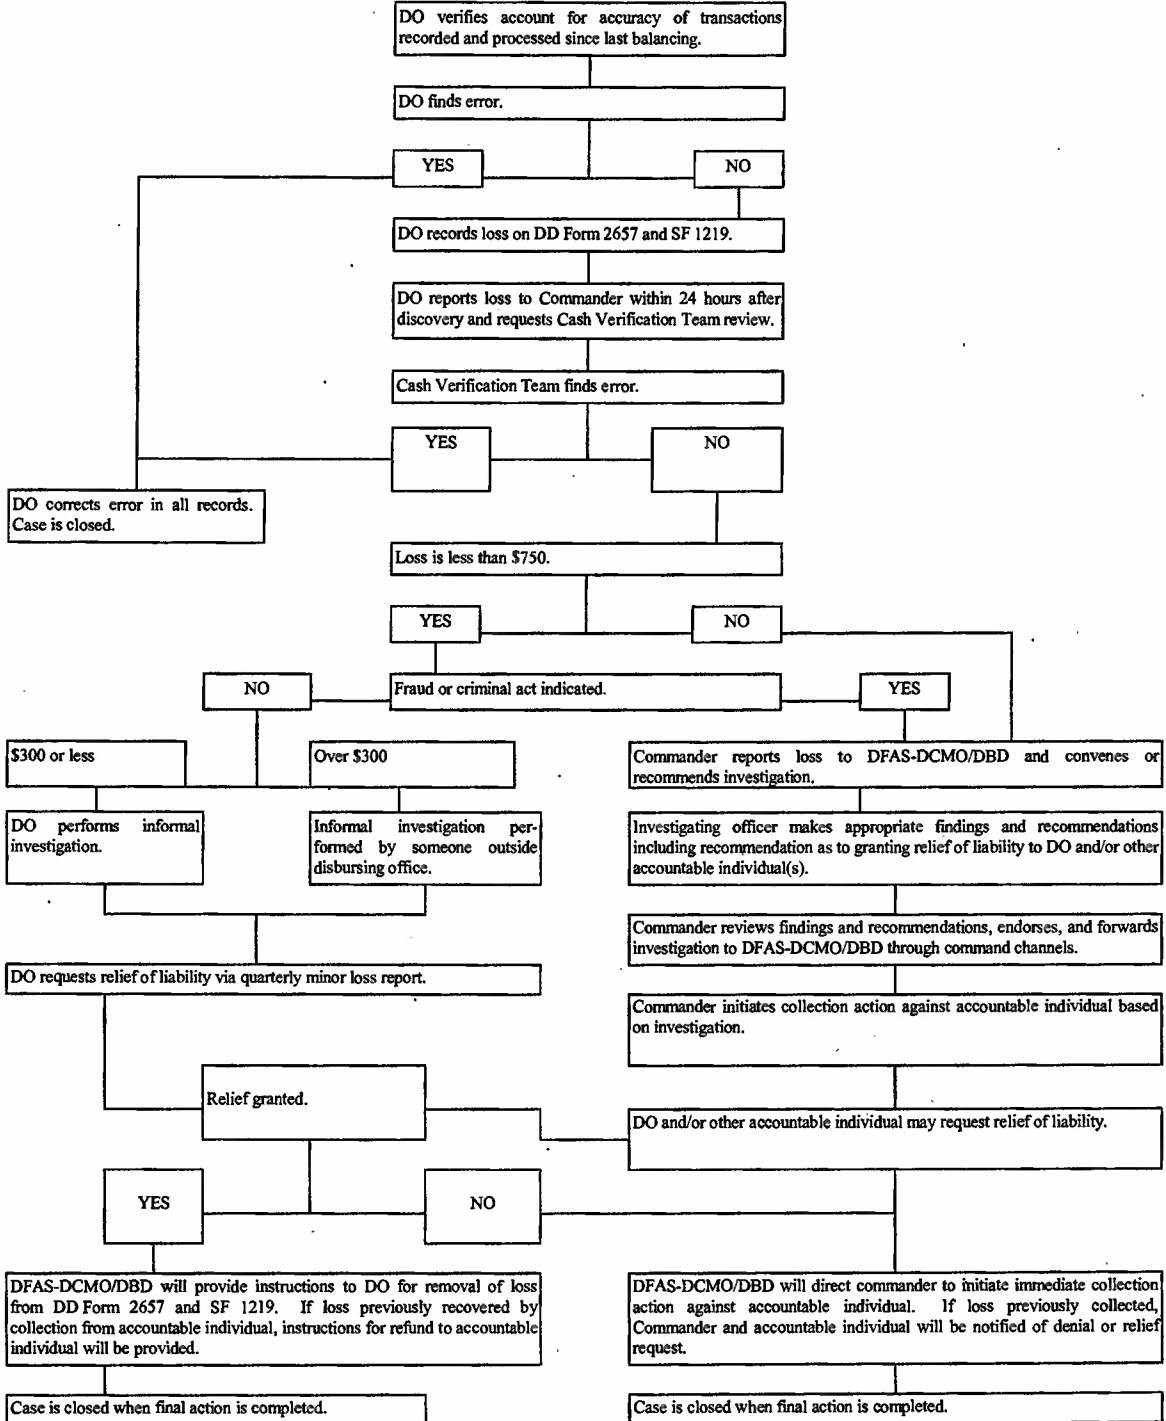 DO verifies account for accuracy of transactions
recorded and processed since last balancing.
DO finds error.
YES
NO
DO records loss on DD Form 2657 and SF 1219.
DO reports loss to Commander within 24 hours after
discovery and requests Cash Verification Team review.
Cash Verification Team finds error.
YES
NO
DO corrects error in all records.
Case is closed.
Loss is less than $750.
YES
NO
NO
Fraud or criminal act indicated.
YES
$300 or less
Over $300
Commander reports loss to DFAS-DCMO/DBD and convenes or
recommends investigation.
DO performs informal
investigation.
Informal investigation per-
formed by someone outside
disbursing office.
Investigating officer makes appropriate findings and recommendations
including recommendation as to granting relief of liability to DO and/or other
accountable individual(s).
Commander reviews findings and recommendations, endorses, and forwards
investigation to DFAS-DCMO/DBD through command channels.
DO requests relief of liability via quarterly minor loss report.
Commander initiates collection action against accountable individual based
on investigation.
Relief granted.
DO and/or other accountable individual may request relief of liability.
YES
NO
DFAS-DCMO/DBD will provide instructions to DO for removal of loss
from DD Form 2657 and SF 1219. If loss previously recovered by
collection from accountable individual, instructions for refund to accountable
individual will be provided.
DFAS-DCMO/DBD will direct commander to initiate immediate collection
action against accountable individual. If loss previously collected,
Commander and accountable individual will be notified of denial or relief
request.
Case is closed when final action is completed.
Case is closed when final action is completed.